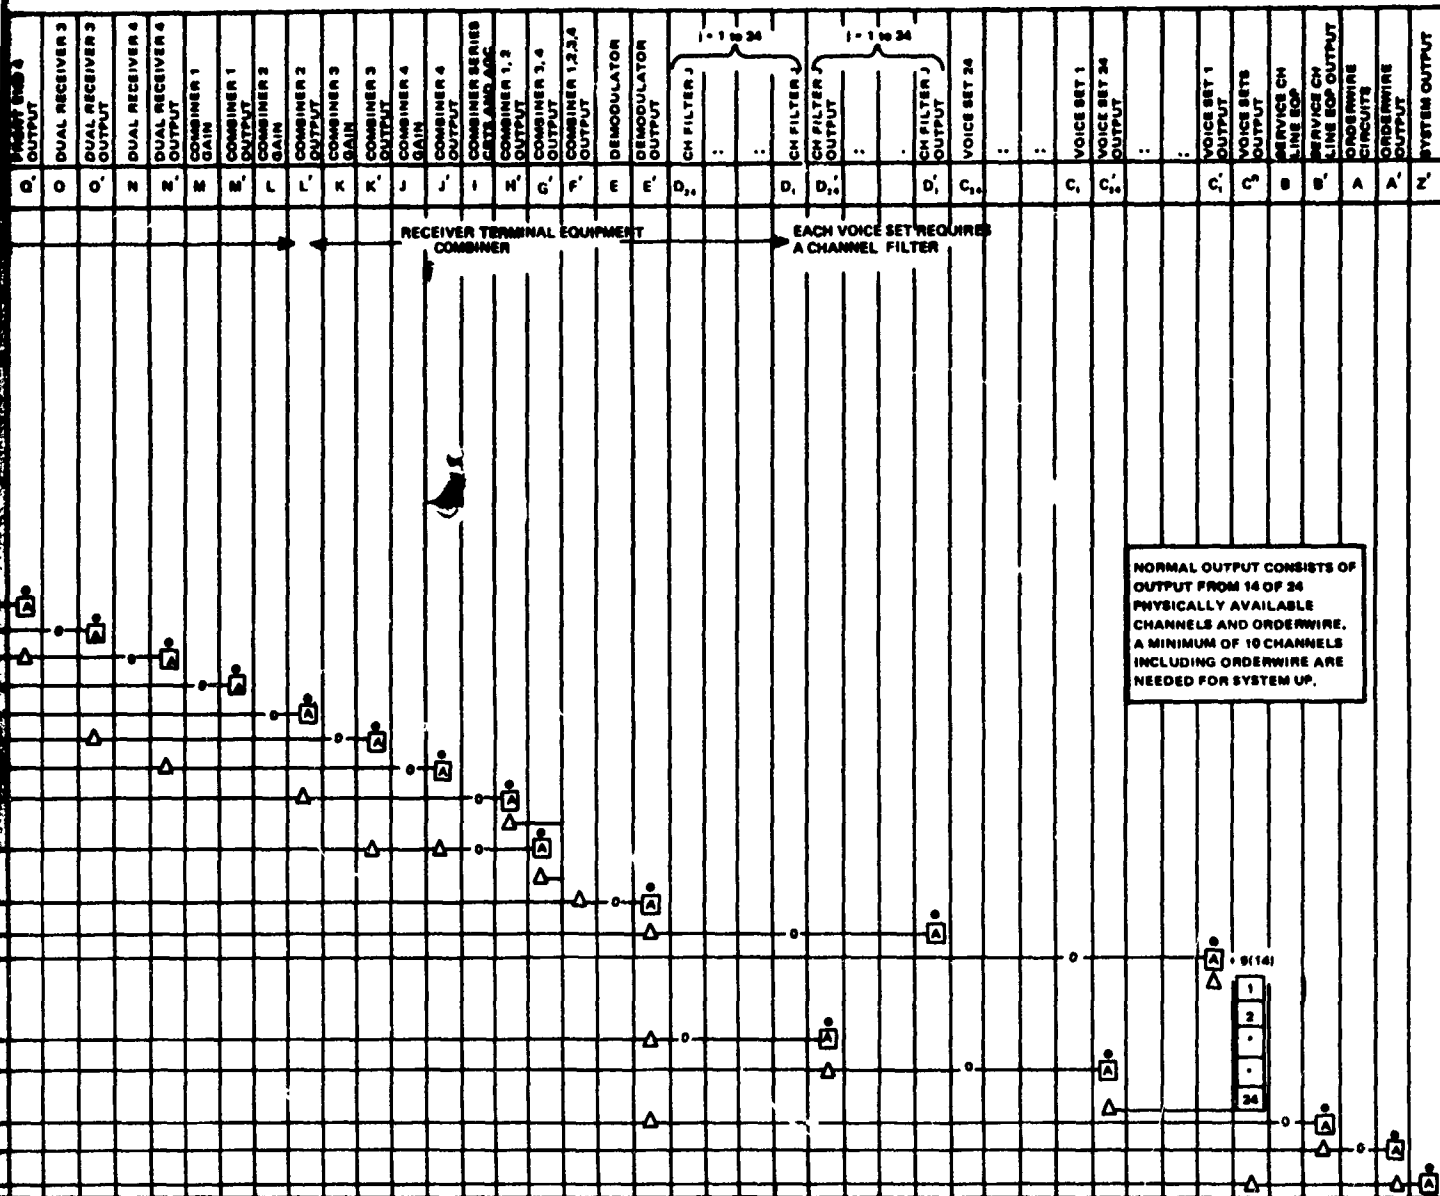 FRONT END 4 OUTPUT
DUAL RECEIVER 3
DUAL RECEIVER 3 OUTPUT
DUAL RECEIVER 4
DUAL RECEIVER 4 OUTPUT
COMBINER 1 GAIN
COMBINER 1 OUTPUT
COMBINER 2 GAIN
COMBINER 2 OUTPUT
COMBINER 3 GAIN
COMBINER 3 OUTPUT
COMBINER 4 GAIN
COMBINER 4 OUTPUT
COMBINER SERIES CKTS AND AGC
COMBINER 1, 2 OUTPUT
COMBINER 3, 4 OUTPUT
COMBINER 1,2,3,4 OUTPUT
DEMODULATOR
DEMODULATOR OUTPUT
j = 1 to 24
CH FILTER J
CH FILTER J
j = 1 to 24
CH FILTER J OUTPUT
CH FILTER J OUTPUT
VOICE SET 24
VOICE SET 1
VOICE SET 24 OUTPUT
VOICE SET 1 OUTPUT
VOICE SETS OUTPUT
SERVICE CH LINE EQP
SERVICE CH LINE EQP OUTPUT
ORDERWIRE CIRCUITS
ORDERWIRE OUTPUT
SYSTEM OUTPUT
Q' O O' N N' M M' L L' K K' J J' I H' G' F' E E' D24 D1 D'24 D'1 C24 C1 C'24 C'1 Cn B B' A A' Z'
RECEIVER TERMINAL EQUIPMENT
COMBINER
EACH VOICE SET REQUIRES
A CHANNEL FILTER
NORMAL OUTPUT CONSISTS OF
OUTPUT FROM 14 OF 24
PHYSICALLY AVAILABLE
CHANNELS AND ORDERWIRE.
A MINIMUM OF 10 CHANNELS
INCLUDING ORDERWIRE ARE
NEEDED FOR SYSTEM UP.
A
A
A
A
A
A
A
A
A
A
A
A
A 9(14)
1
2
A
A
24
A
A
A